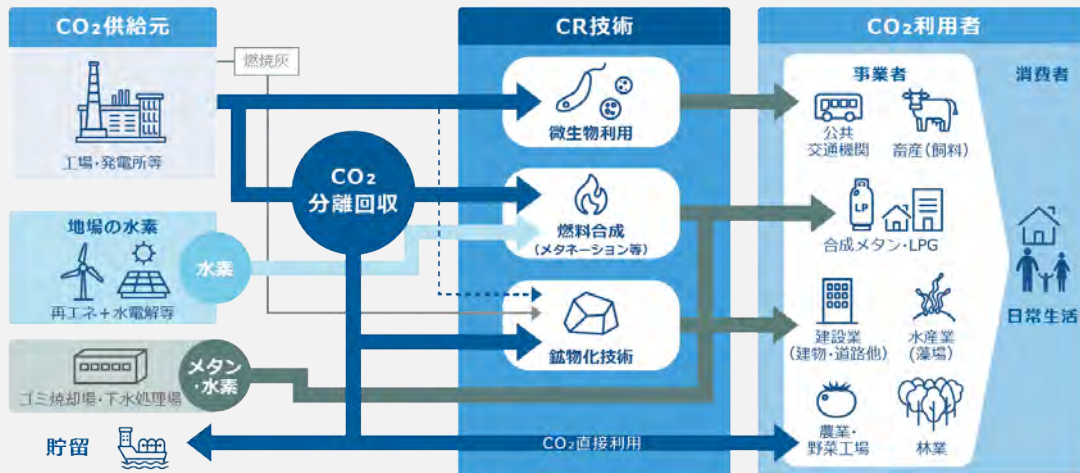 CO₂供給元
燃焼灰
工場・発電所等
地場の水素
水素
再エネ+水電解等
メタン
・水素
ゴミ焼却場・下水処理場
貯留
CO₂
分離回収
CR技術
微生物利用
燃料合成
(メタネーション等)
鉱物化技術
CO₂直接利用
CO₂利用者
事業者
公共
交通機関
畜産(飼料)
LP
合成メタン・LPG
建設業
(建物・道路他)
水産業
(藻場)
農業・
野菜工場
林業
消費者
日常生活